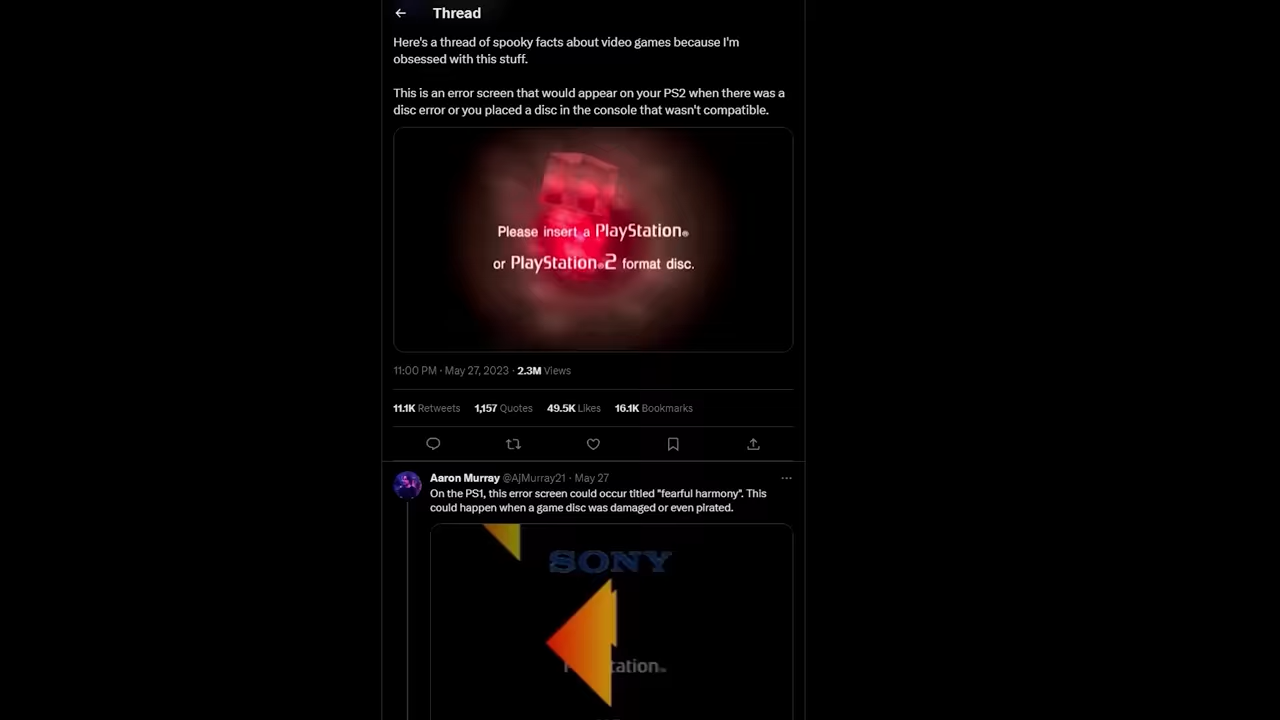 Thread
Here's a thread of spooky facts about video games because I'm
obsessed with this stuff.
This is an error screen that would appear on your PS2 when there was a
disc error or you placed a disc in the console that wasn't compatible.
Please insert a PlayStation®
or PlayStation®2 format disc.
11:00 PM · May 27, 2023 · 2.3M Views
11.1K Retweets 1,157 Quotes 49.5K Likes 16.1K Bookmarks
Aaron Murray @AjMurray21 · May 27
On the PS1, this error screen could occur titled "fearful harmony". This
could happen when a game disc was damaged or even pirated.
SONY